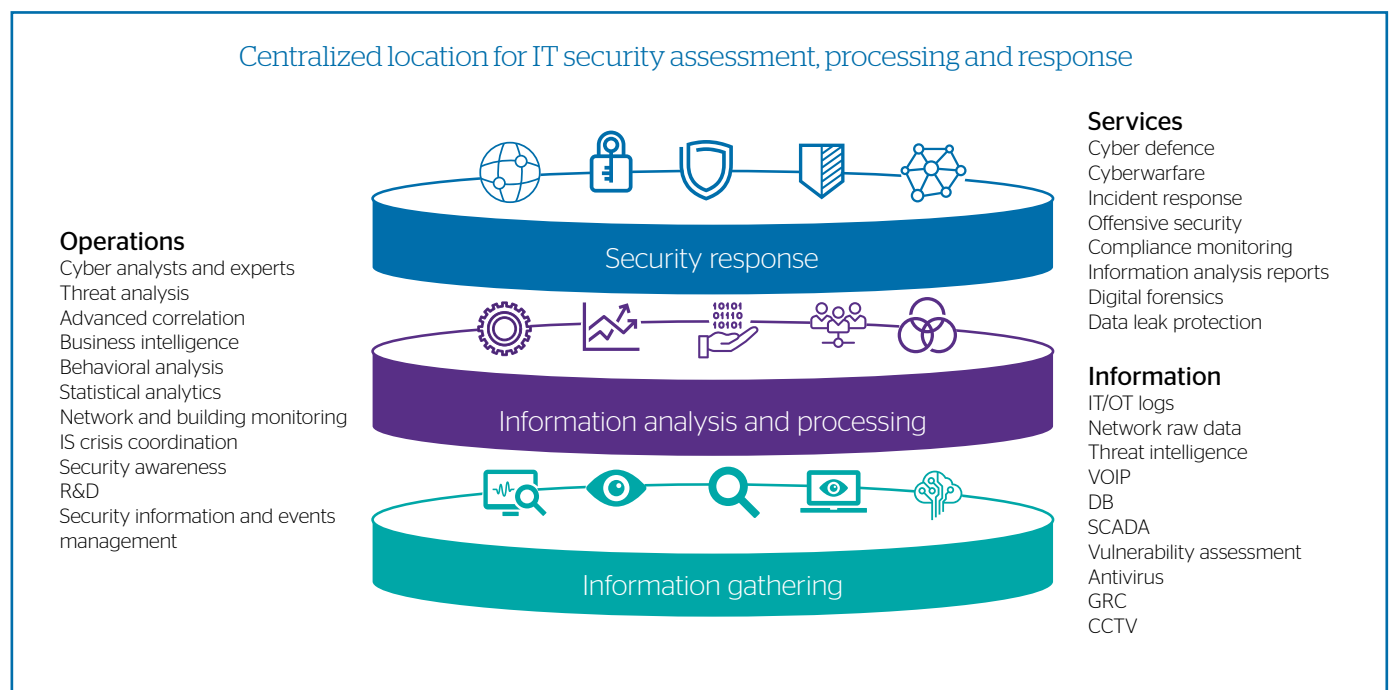 Centralized location for IT security assessment, processing and response
Operations
Cyber analysts and experts
Threat analysis
Advanced correlation
Business intelligence
Behavioral analysis
Statistical analytics
Network and building monitoring
IS crisis coordination
Security awareness
R&D
Security information and events
management
Security response
10101
01110
10101
Information analysis and processing
Information gathering
Services
Cyber defence
Cyberwarfare
Incident response
Offensive security
Compliance monitoring
Information analysis reports
Digital forensics
Data leak protection
Information
IT/OT logs
Network raw data
Threat intelligence
VOIP
DB
SCADA
Vulnerability assessment
Antivirus
GRC
CCTV